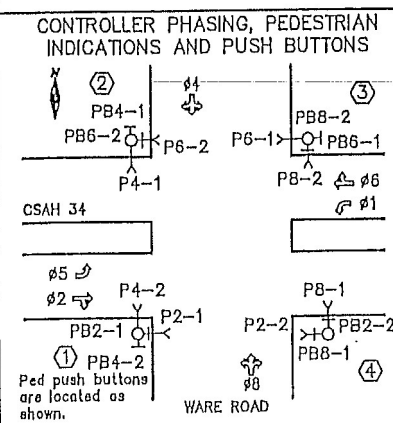 CONTROLLER PHASING, PEDESTRIAN
INDICATIONS AND PUSH BUTTONS
N
2
ø4
3
PB4-1
PB8-2
PB6-2
P6-2
P6-1
PB6-1
P4-1
P8-2
ø6
CSAH 34
ø1
ø5
P4-2
P8-1
ø2
P2-1
PB2-1
P2-2
PB2-2
1
PB4-2
PB8-1
4
Ped push buttons
are located as
shown.
ø8
WARE ROAD